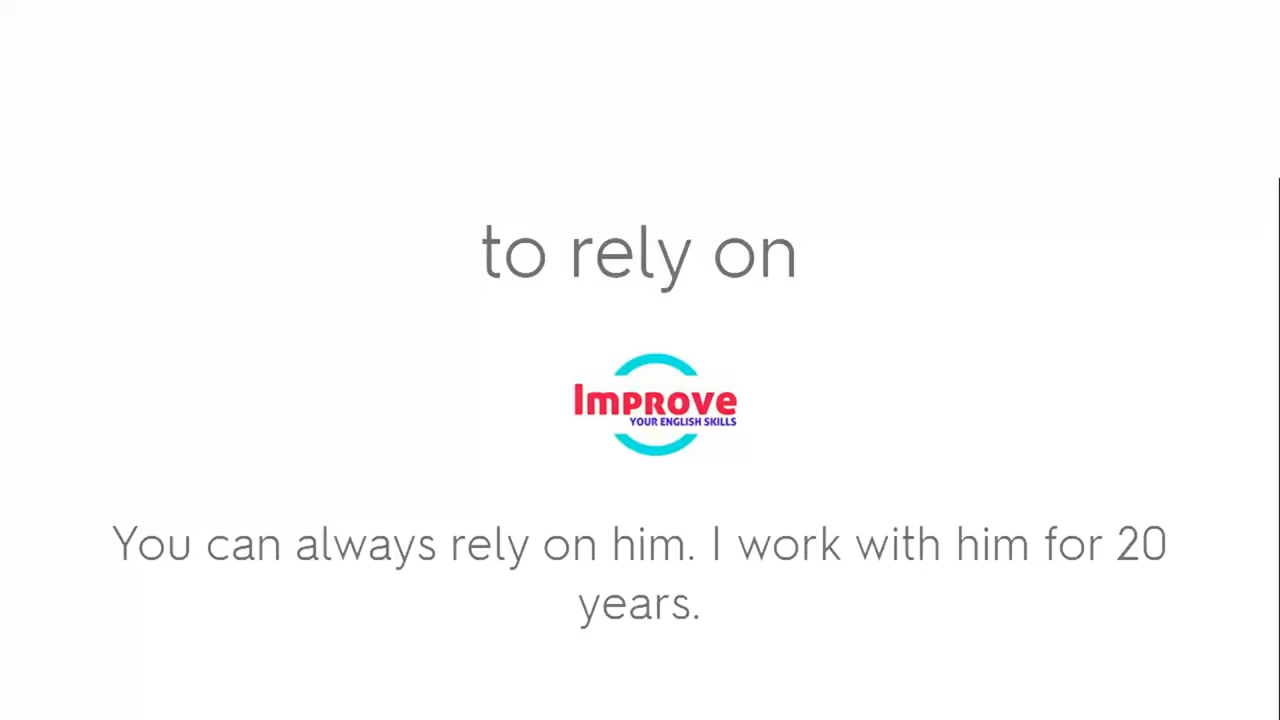 to rely on
Improve
YOUR ENGLISH SKILLS
You can always rely on him. I work with him for 20
years.